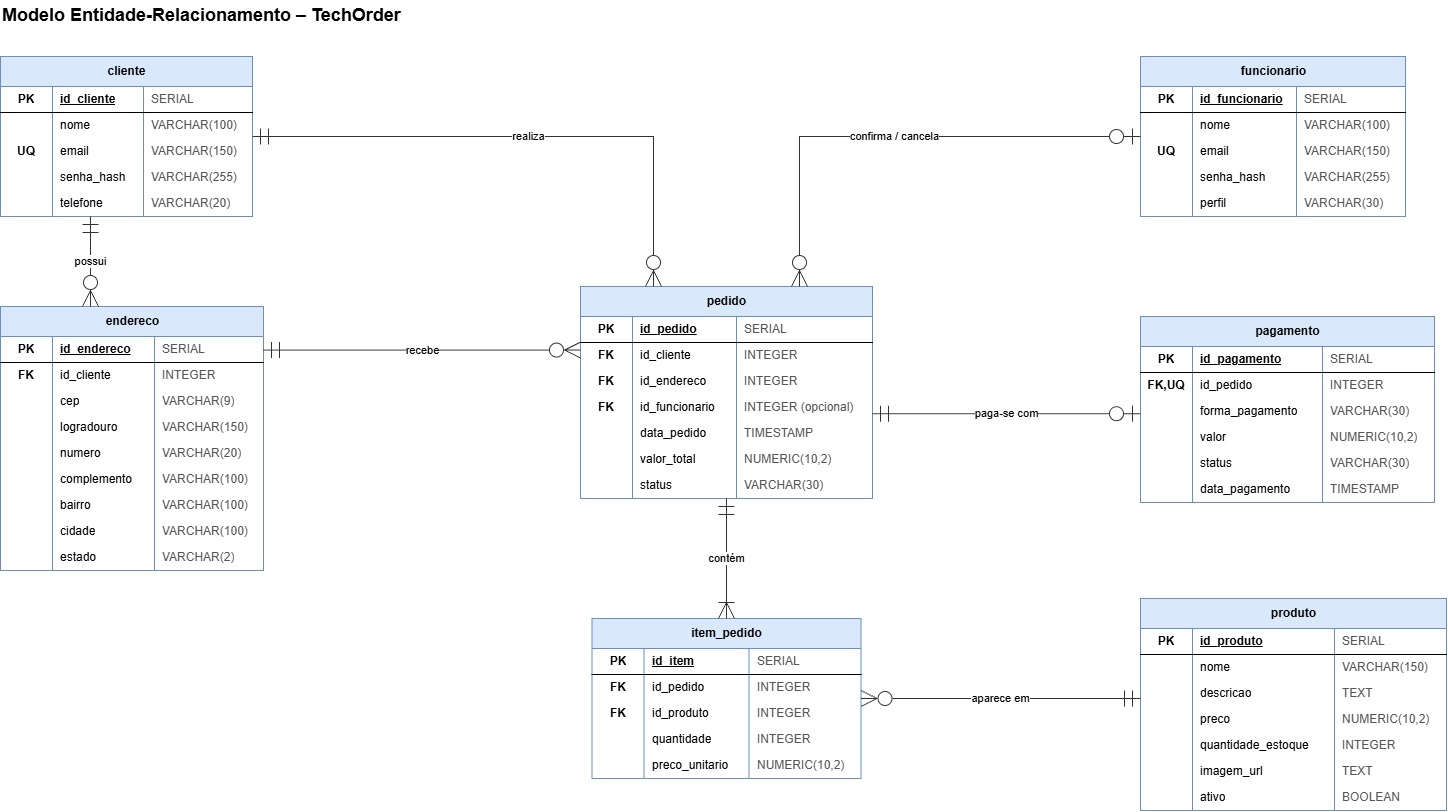 Modelo Entidade-Relacionamento – TechOrder
cliente
PK id_cliente SERIAL
nome VARCHAR(100)
UQ email VARCHAR(150)
senha_hash VARCHAR(255)
telefone VARCHAR(20)
realiza
confirma / cancela
funcionario
PK id_funcionario SERIAL
nome VARCHAR(100)
UQ email VARCHAR(150)
senha_hash VARCHAR(255)
perfil VARCHAR(30)
possui
endereco
PK id_endereco SERIAL
FK id_cliente INTEGER
cep VARCHAR(9)
logradouro VARCHAR(150)
numero VARCHAR(20)
complemento VARCHAR(100)
bairro VARCHAR(100)
cidade VARCHAR(100)
estado VARCHAR(2)
recebe
pedido
PK id_pedido SERIAL
FK id_cliente INTEGER
FK id_endereco INTEGER
FK id_funcionario INTEGER (opcional)
data_pedido TIMESTAMP
valor_total NUMERIC(10,2)
status VARCHAR(30)
paga-se com
pagamento
PK id_pagamento SERIAL
FK,UQ id_pedido INTEGER
forma_pagamento VARCHAR(30)
valor NUMERIC(10,2)
status VARCHAR(30)
data_pagamento TIMESTAMP
contém
item_pedido
PK id_item SERIAL
FK id_pedido INTEGER
FK id_produto INTEGER
quantidade INTEGER
preco_unitario NUMERIC(10,2)
aparece em
produto
PK id_produto SERIAL
nome VARCHAR(150)
descricao TEXT
preco NUMERIC(10,2)
quantidade_estoque INTEGER
imagem_url TEXT
ativo BOOLEAN